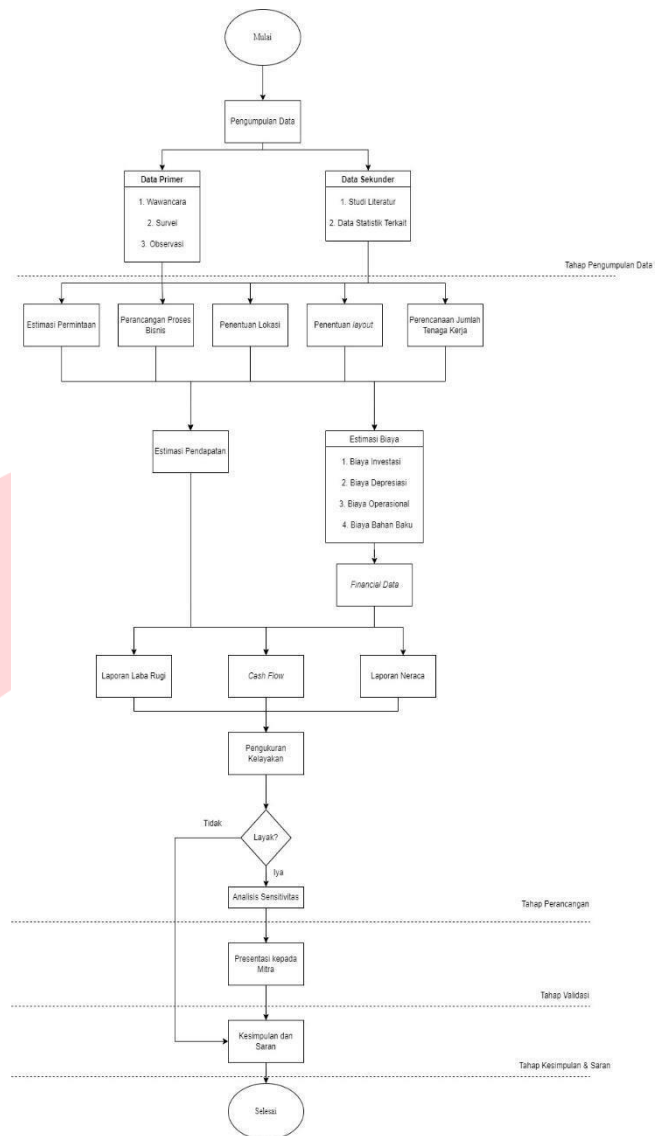 Mulai
Pengumpulan Data
Data Primer
1. Wawancara
2. Survei
3. Observasi
Data Sekunder
1. Studi Literatur
2. Data Statistik Terkait
Tahap Pengumpulan Data
Estimasi Permintaan
Perancangan Proses
Bisnis
Penentuan Lokasi
Penentuan layout
Perencanaan Jumlah
Tenaga Kerja
Estimasi Pendapatan
Estimasi Biaya
1. Biaya Investasi
2. Biaya Depresiasi
3. Biaya Operasional
4. Biaya Bahan Baku
Financial Data
Laporan Laba Rugi
Cash Flow
Laporan Neraca
Pengukuran
Kelayakan
Layak?
Tidak
Iya
Analisis Sensitivitas
Tahap Perancangan
Presentasi kepada
Mitra
Tahap Validasi
Kesimpulan dan
Saran
Tahap Kesimpulan & Saran
Selesai